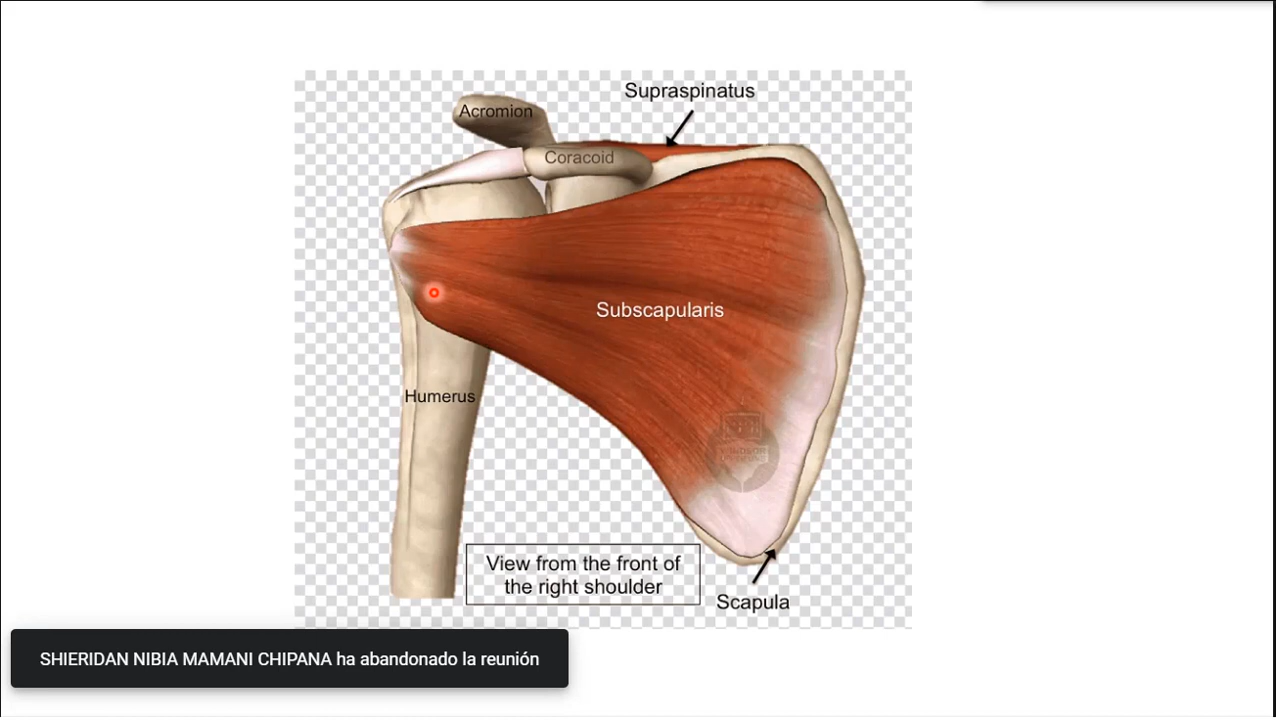 Supraspinatus
Acromion
Coracoid
Subscapularis
Humerus
View from the front of
the right shoulder
Scapula
SHIERIDAN NIBIA MAMANI CHIPANA ha abandonado la reunión